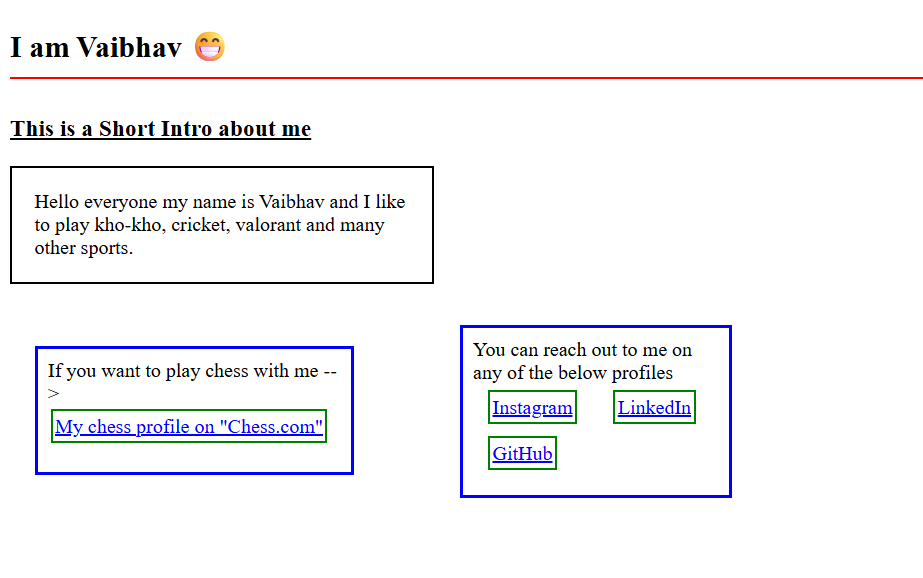 I am Vaibhav 😁
This is a Short Intro about me
Hello everyone my name is Vaibhav and I like
to play kho-kho, cricket, valorant and many
other sports.
If you want to play chess with me --
>
My chess profile on "Chess.com"
You can reach out to me on
any of the below profiles
Instagram LinkedIn
GitHub